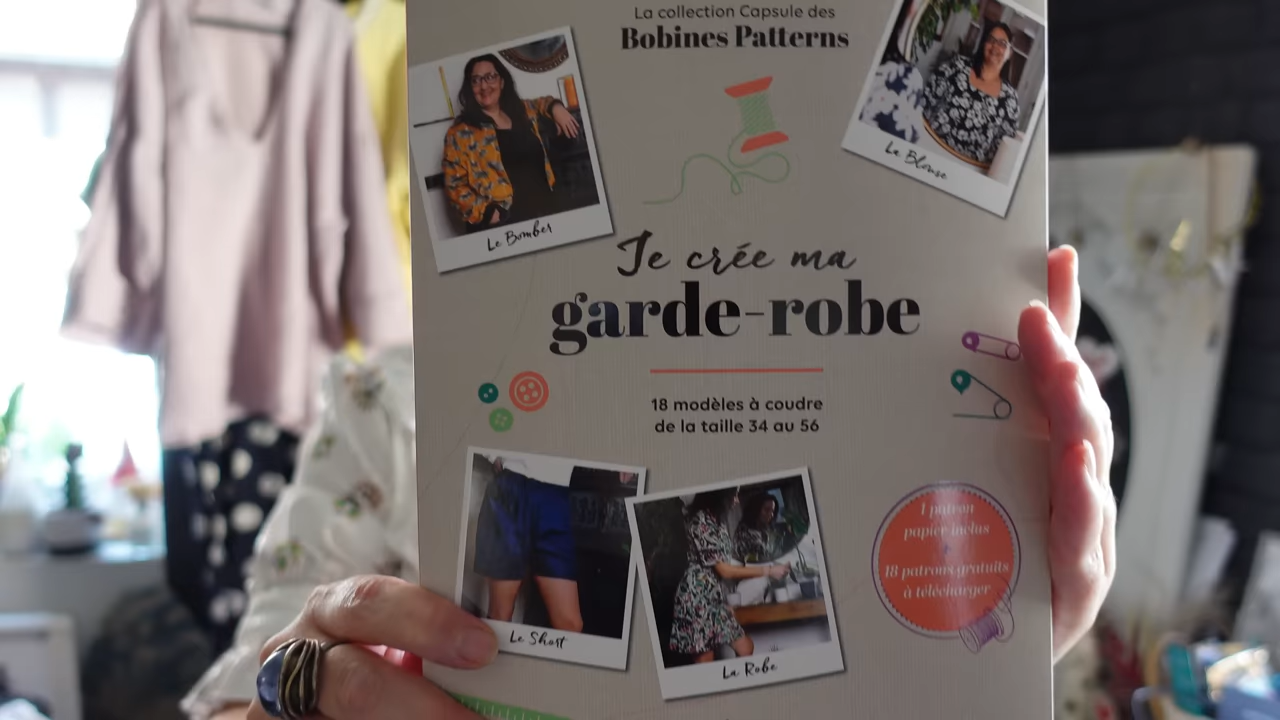 La collection Capsule des
Bobines Patterns
Le Bomber
La Blouse
Je crée ma
garde-robe
18 modèles à coudre
de la taille 34 au 56
Le Short
La Robe
1 patron
papier inclus
+
18 patrons gratuits
à télécharger